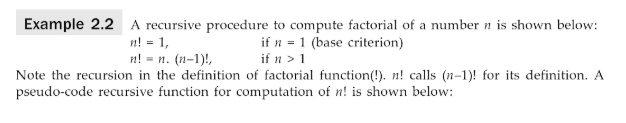 Example 2.2 A recursive procedure to compute factorial of a number n is shown below:
n! = 1, if n = 1 (base criterion)
n! = n. (n–1)!, if n > 1
Note the recursion in the definition of factorial function(!). n! calls (n–1)! for its definition. A
pseudo-code recursive function for computation of n! is shown below: